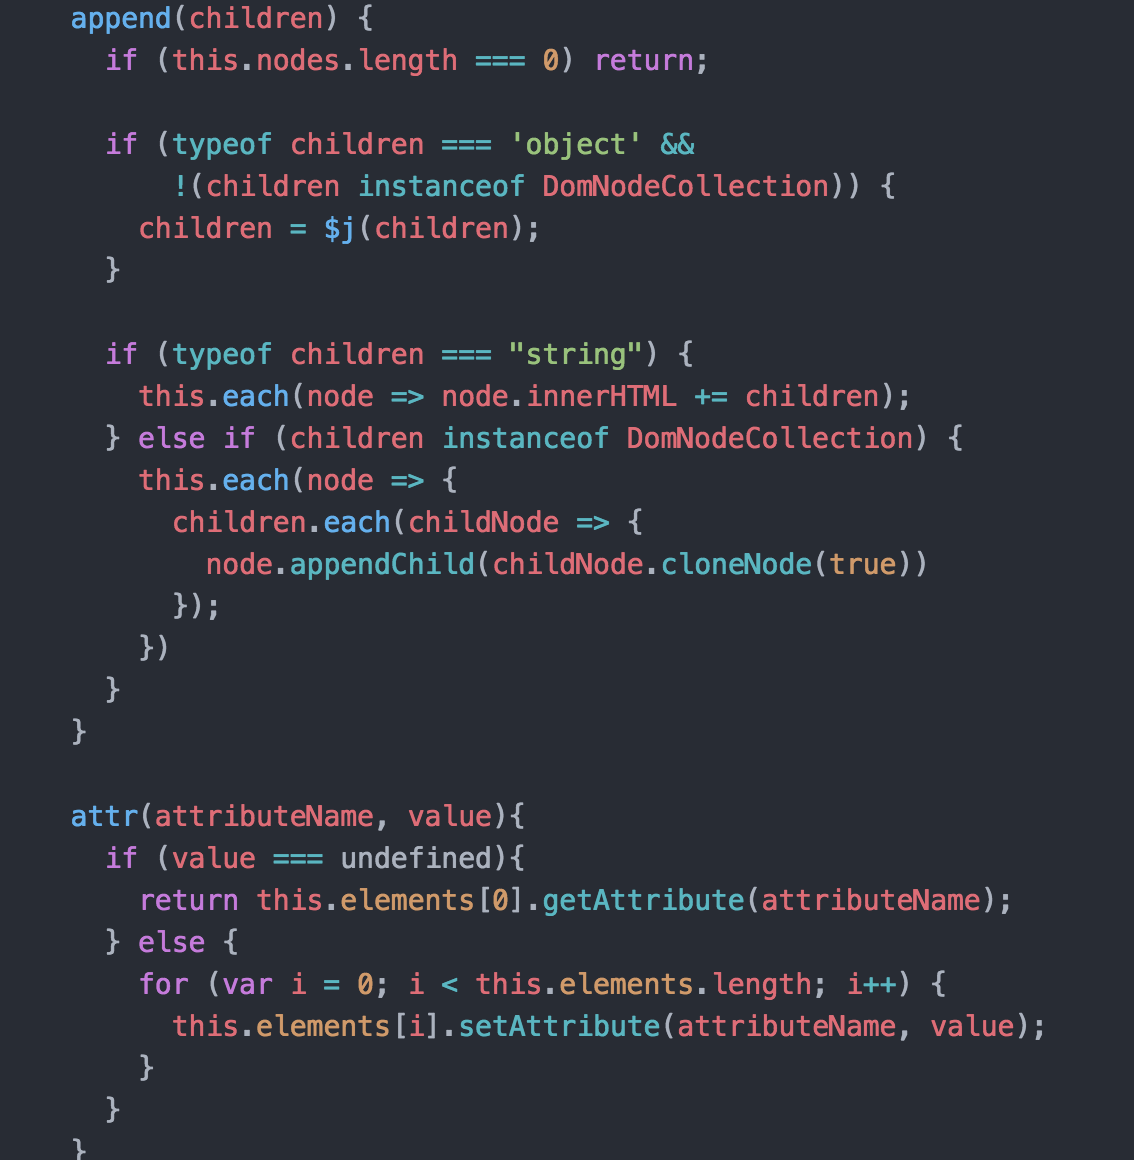 append(children) {
if (this.nodes.length === 0) return;
if (typeof children === 'object' &&
!(children instanceof DomNodeCollection)) {
children = $j(children);
}
if (typeof children === "string") {
this.each(node => node.innerHTML += children);
} else if (children instanceof DomNodeCollection) {
this.each(node => {
children.each(childNode => {
node.appendChild(childNode.cloneNode(true))
});
})
}
}
attr(attributeName, value){
if (value === undefined){
return this.elements[0].getAttribute(attributeName);
} else {
for (var i = 0; i < this.elements.length; i++) {
this.elements[i].setAttribute(attributeName, value);
}
}
}